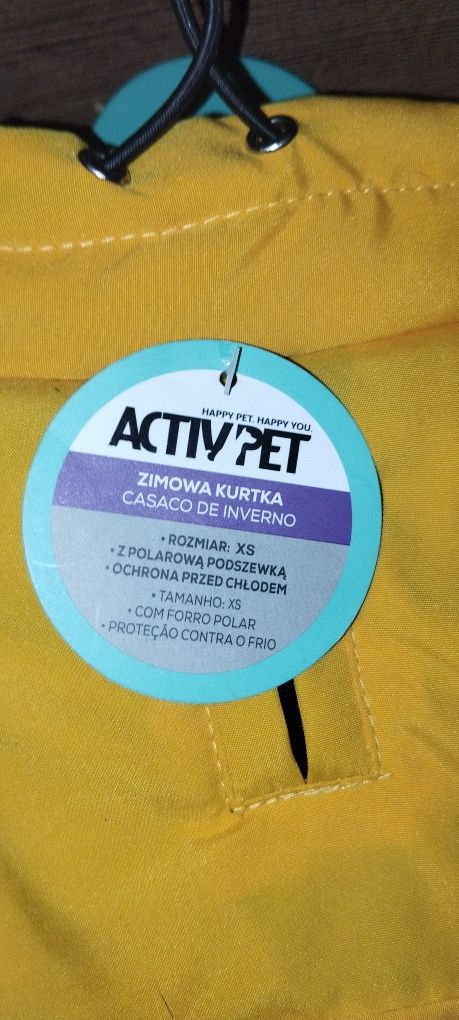 HAPPY PET. HAPPY YOU.
ACTIV PET
ZIMOWA KURTKA
CASACO DE INVERNO
• ROZMIAR: XS
• Z POLAROWĄ PODSZEWKĄ
• OCHRONA PRZED CHŁODEM
• TAMANHO: XS
• COM FORRO POLAR
• PROTEÇÃO CONTRA O FRIO